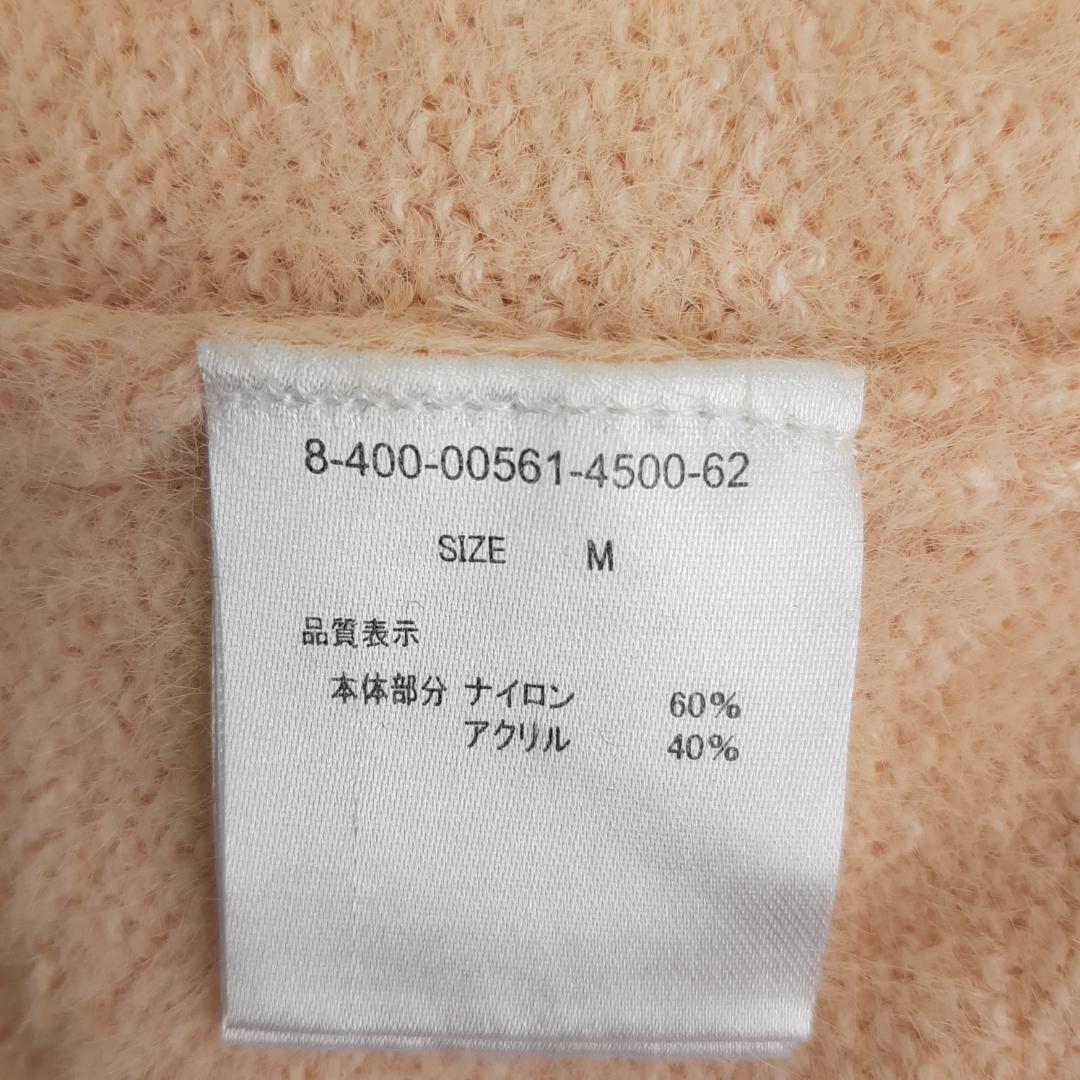 8-400-00561-4500-62
SIZE M
品質表示
本体部分 ナイロン 60%
アクリル 40%